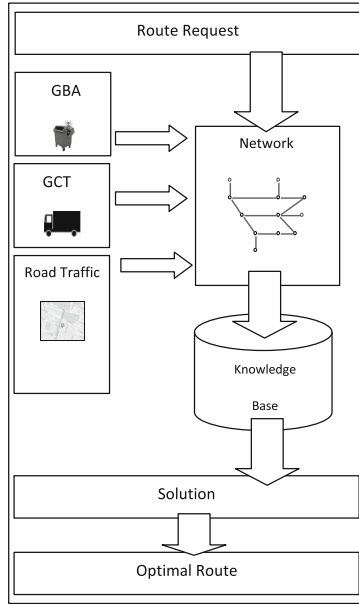 Route Request
GBA
GCT
Road Traffic
Network
Knowledge
Base
Solution
Optimal Route